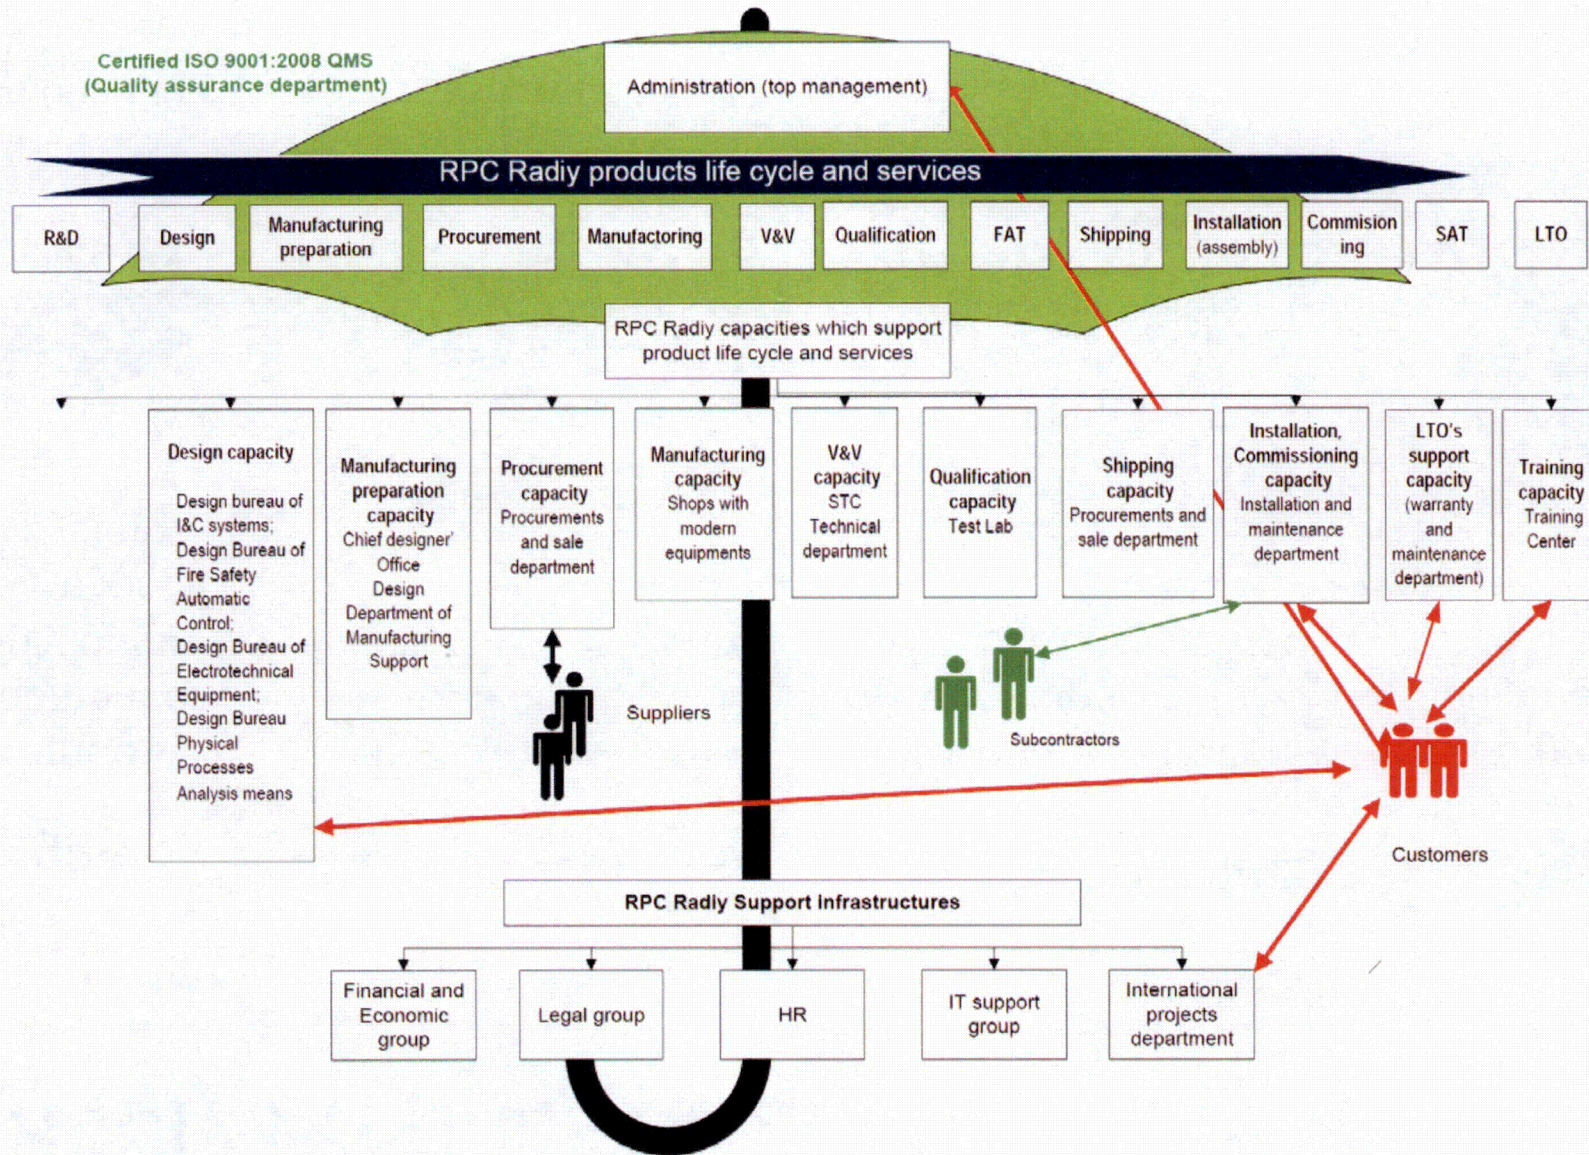 Certified ISO 9001:2008 QMS
(Quality assurance department)
Administration (top management)
RPC Radiy products life cycle and services
R&D
Design
Manufacturing
preparation
Procurement
Manufactoring
V&V
Qualification
FAT
Shipping
Installation
(assembly)
Commision
ing
SAT
LTO
RPC Radiy capacities which support
product life cycle and services
Design capacity
Design bureau of
I&C systems;
Design Bureau of
Fire Safety
Automatic
Control;
Design Bureau of
Electrotechnical
Equipment;
Design Bureau
Physical
Processes
Analysis means
Manufacturing
preparation
capacity
Chief designer'
Office
Design
Department of
Manufacturing
Support
Procurement
capacity
Procurements
and sale
department
Manufacturing
capacity
Shops with
modern
equipments
V&V
capacity
STC
Technical
department
Qualification
capacity
Test Lab
Shipping
capacity
Procurements and
sale department
Installation,
Commissioning
capacity
Installation and
maintenance
department
LTO's
support
capacity
(warranty
and
maintenance
department)
Training
capacity
Training
Center
Suppliers
Subcontractors
Customers
RPC Radiy Support infrastructures
Financial and
Economic
group
Legal group
HR
IT support
group
International
projects
department